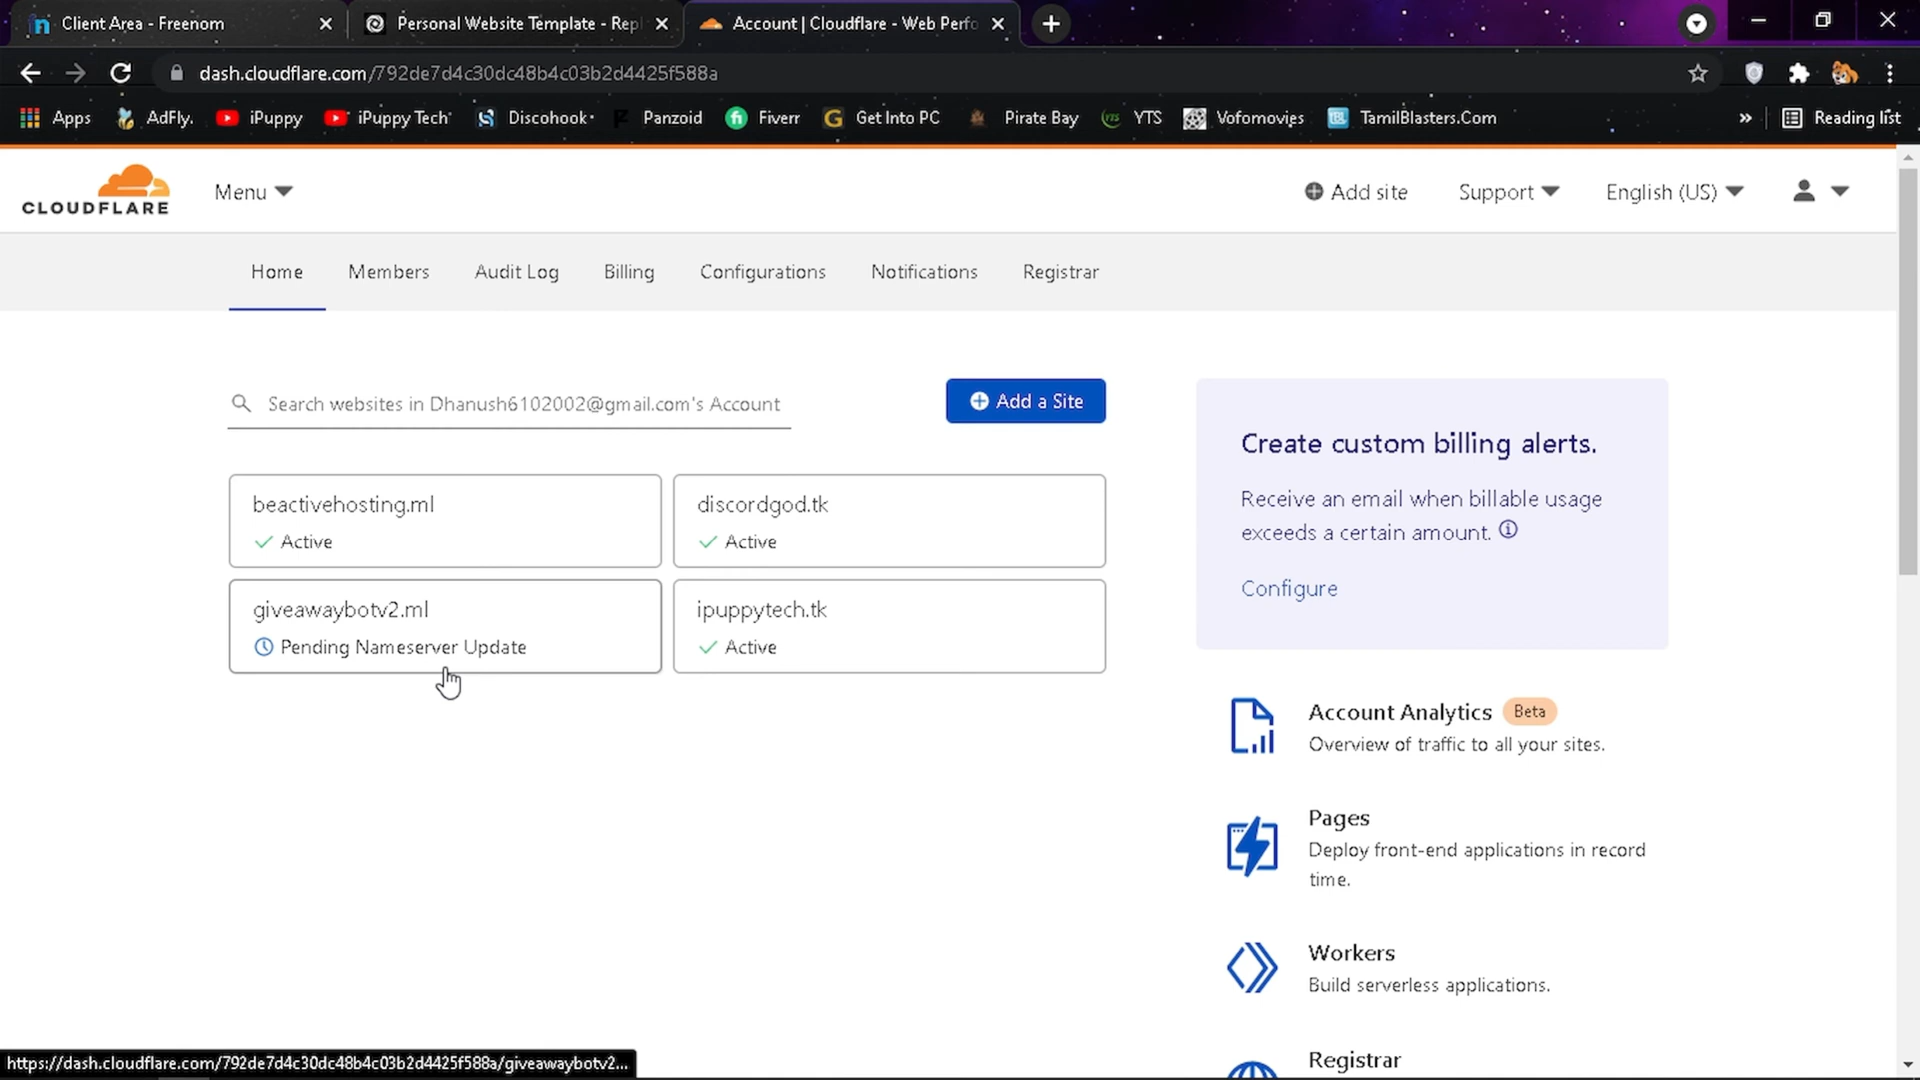 Client Area - Freenom
Personal Website Template - Repl
Account | Cloudflare - Web Perfo
dash.cloudflare.com/792de7d4c30dc48b4c03b2d4425f588a
Apps AdFly. iPuppy iPuppy Tech Discohook Panzoid Fiverr Get Into PC Pirate Bay YTS Vofomovies TamilBlasters.Com » Reading list
CLOUDFLARE
Menu
Add site
Support
English (US)
Home Members Audit Log Billing Configurations Notifications Registrar
Search websites in Dhanush6102002@gmail.com's Account
Add a Site
beactivehosting.ml
Active
discordgod.tk
Active
giveawaybotv2.ml
Pending Nameserver Update
ipuppytech.tk
Active
Create custom billing alerts.
Receive an email when billable usage
exceeds a certain amount.
Configure
Account Analytics Beta
Overview of traffic to all your sites.
Pages
Deploy front-end applications in record
time.
Workers
Build serverless applications.
Registrar
https://dash.cloudflare.com/792de7d4c30dc48b4c03b2d4425f588a/giveawaybotv2...